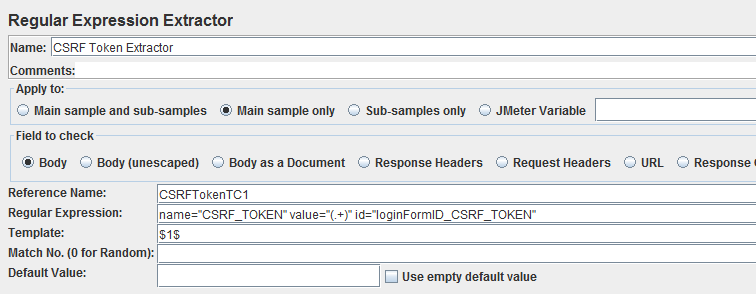 Regular Expression Extractor
Name: CSRF Token Extractor
Comments:
Apply to:
Main sample and sub-samples Main sample only Sub-samples only JMeter Variable
Field to check
Body Body (unescaped) Body as a Document Response Headers Request Headers URL Response
Reference Name: CSRFTokenTC1
Regular Expression: name="CSRF_TOKEN" value="(.+)" id="loginFormID_CSRF_TOKEN"
Template: $1$
Match No. (0 for Random):
Default Value: Use empty default value